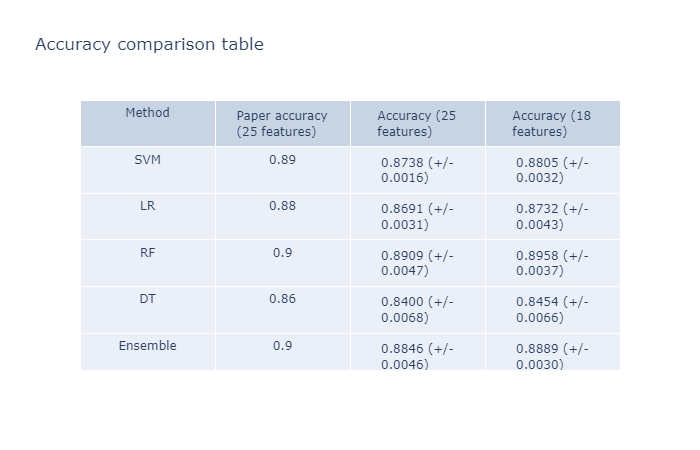 Accuracy comparison table
Method
Paper accuracy
(25 features)
Accuracy (25
features)
Accuracy (18
features)
SVM
0.89
0.8738 (+/-
0.0016)
0.8805 (+/-
0.0032)
LR
0.88
0.8691 (+/-
0.0031)
0.8732 (+/-
0.0043)
RF
0.9
0.8909 (+/-
0.0047)
0.8958 (+/-
0.0037)
DT
0.86
0.8400 (+/-
0.0068)
0.8454 (+/-
0.0066)
Ensemble
0.9
0.8846 (+/-
0.0046)
0.8889 (+/-
0.0030)